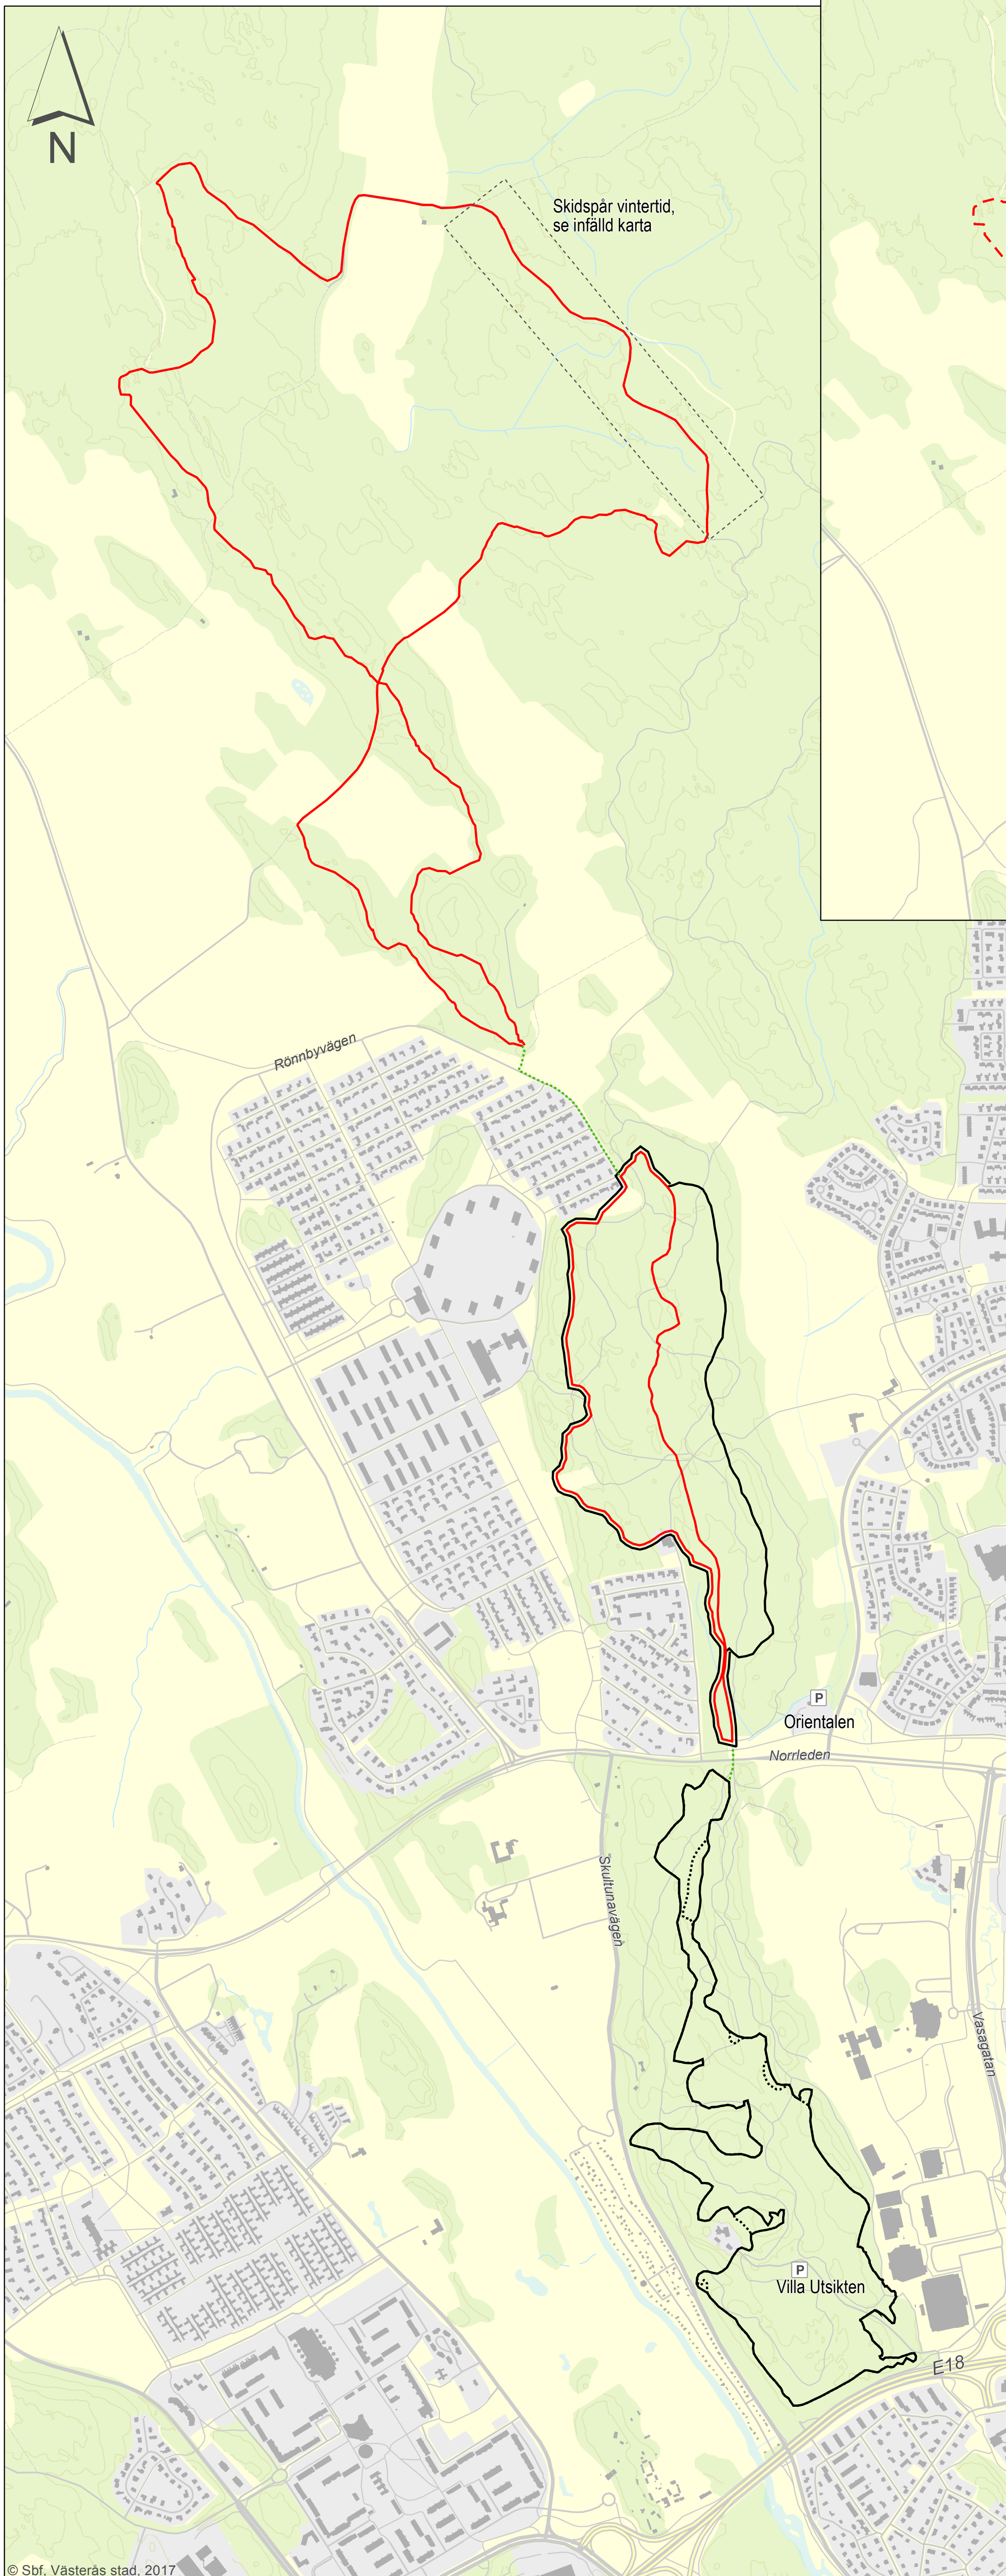 N
Skidspår vintertid,
se infälld karta
Rönnbyvägen
P
Orientalen
Norrleden
Skultunavägen
Vasagatan
P
Villa Utsikten
E18
© Sbf, Västerås stad, 2017